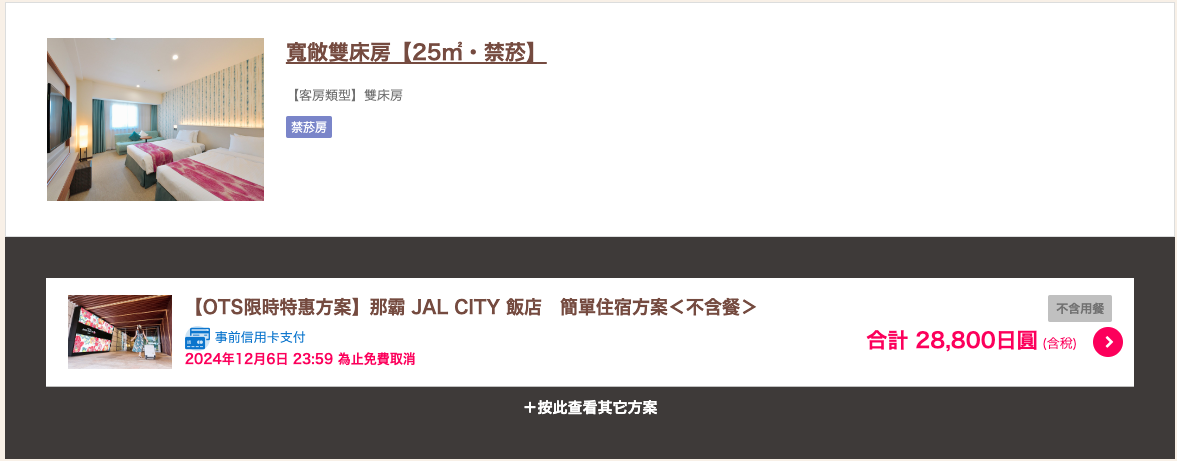 寬敞雙床房【25㎡・禁菸】
【客房類型】雙床房
禁菸房
【OTS限時特惠方案】那霸 JAL CITY 飯店　簡單住宿方案＜不含餐＞
不含用餐
事前信用卡支付
2024年12月6日 23:59 為止免費取消
合計 28,800日圓 (含稅)
＋按此查看其它方案